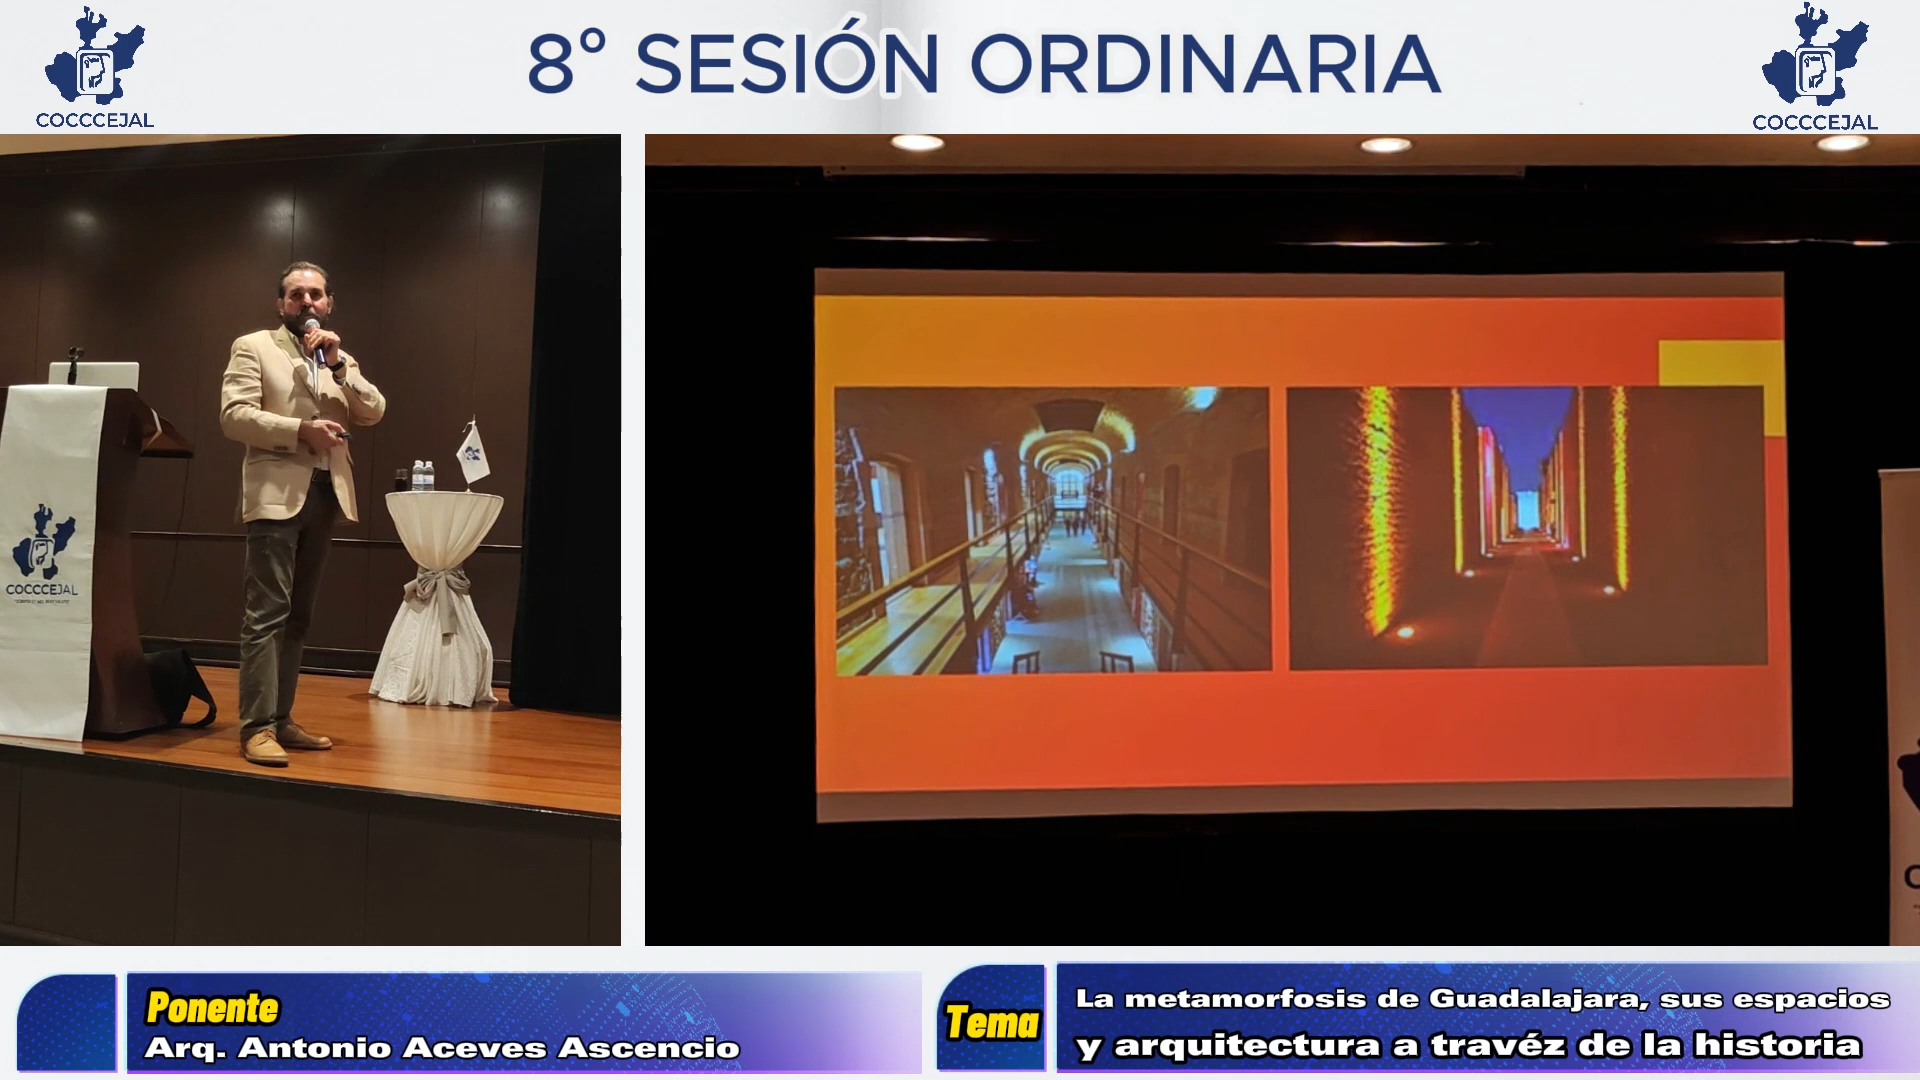 8° SESIÓN ORDINARIA
COCCCEJAL
COCCCEJAL
COCCCEJAL
Ponente
Arq. Antonio Aceves Ascencio
Tema
La metamorfosis de Guadalajara, sus espacios
y arquitectura a travéz de la historia